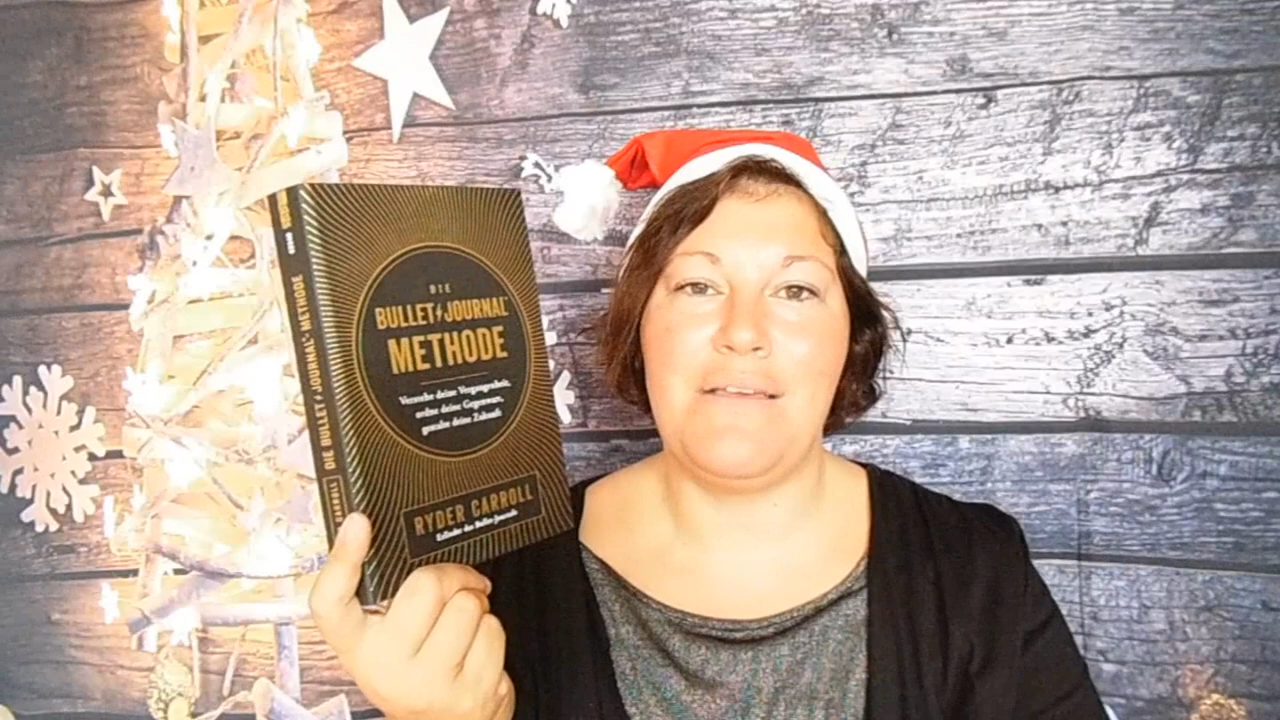 DIE
BULLET JOURNAL™
METHODE
Verstehe deine Vergangenheit,
ordne deine Gegenwart,
gestalte deine Zukunft
RYDER CARROLL
Erfinder des Bullet Journals
CARROLL DIE BULLET JOURNAL METHODE